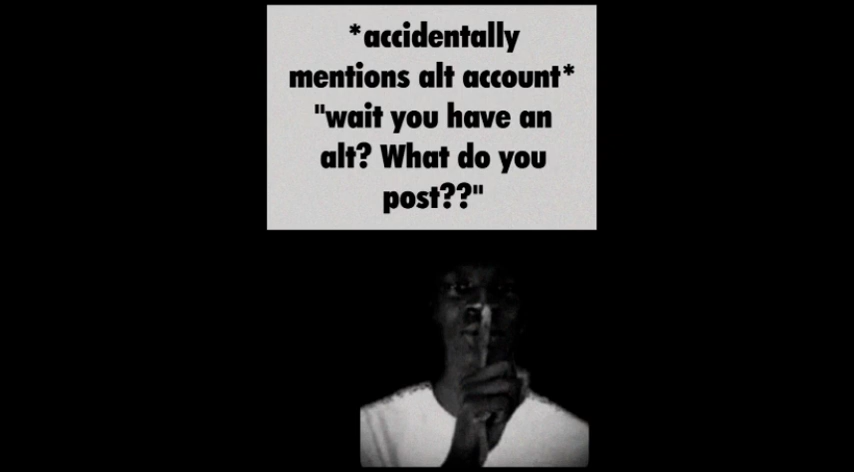 *accidentally
mentions alt account*
"wait you have an
alt? What do you
post??"